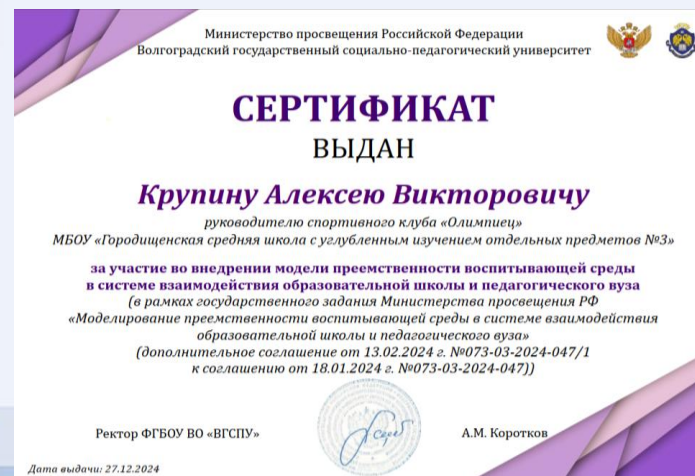 Министерство просвещения Российской Федерации
Волгоградский государственный социально-педагогический университет
СЕРТИФИКАТ
ВЫДАН
Крупину Алексею Викторовичу
руководителю спортивного клуба «Олимпиец»
МБОУ «Городищенская средняя школа с углубленным изучением отдельных предметов №3»
за участие во внедрении модели преемственности воспитывающей среды
в системе взаимодействия образовательной школы и педагогического вуза
(в рамках государственного задания Министерства просвещения РФ
«Моделирование преемственности воспитывающей среды в системе взаимодействия
образовательной школы и педагогического вуза»
(дополнительное соглашение от 13.02.2024 г. №073-03-2024-047/1
к соглашению от 18.01.2024 г. №073-03-2024-047))
Ректор ФГБОУ ВО «ВГСПУ»
А.М. Коротков
Дата выдачи: 27.12.2024